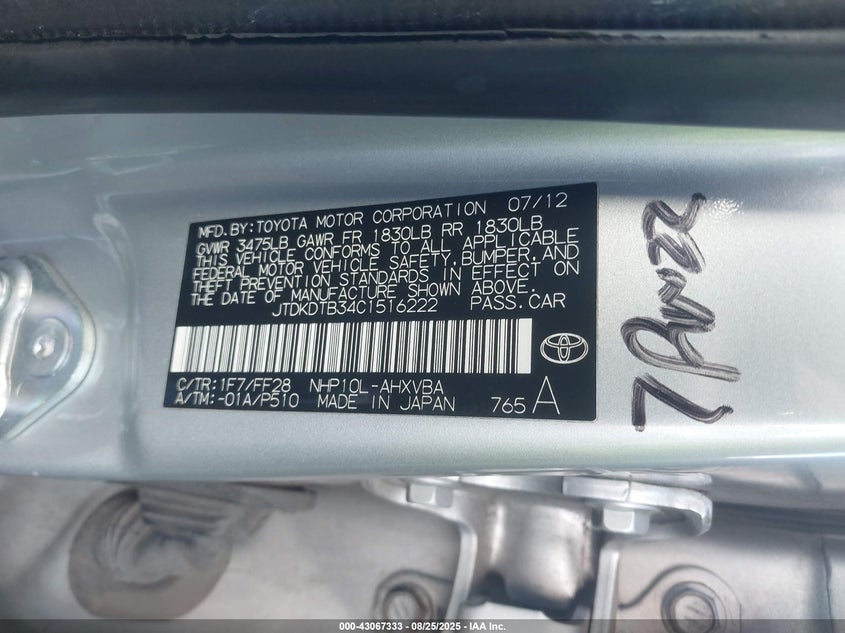 MFD. BY: TOYOTA MOTOR CORPORATION 07/12
GVWR 3475LB GAWR FR 1830LB RR 1830LB
THIS VEHICLE CONFORMS TO ALL APPLICABLE
FEDERAL MOTOR VEHICLE SAFETY, BUMPER, AND
THEFT PREVENTION STANDARDS IN EFFECT ON
THE DATE OF MANUFACTURE SHOWN ABOVE.
JTDKDTB34C1516222 PASS. CAR
C/TR: 1F7/FF28 NHP10L-AHXVBA
A/TM: -01A/P510 MADE IN JAPAN 765 A
000-43067333 - 08/25/2025 - IAA Inc.